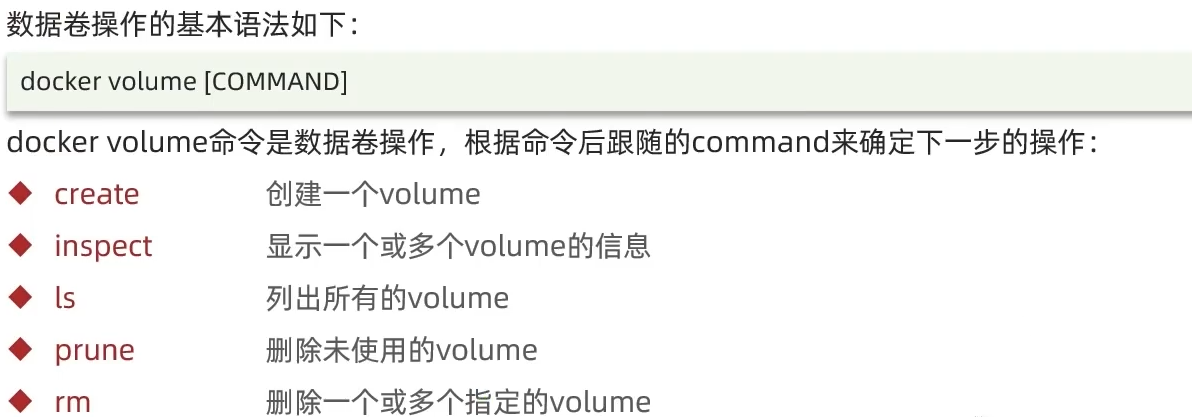 数据卷操作的基本语法如下：
docker volume [COMMAND]
docker volume命令是数据卷操作，根据命令后跟随的command来确定下一步的操作：
create 创建一个volume
inspect 显示一个或多个volume的信息
ls 列出所有的volume
prune 删除未使用的volume
rm 删除一个或多个指定的volume